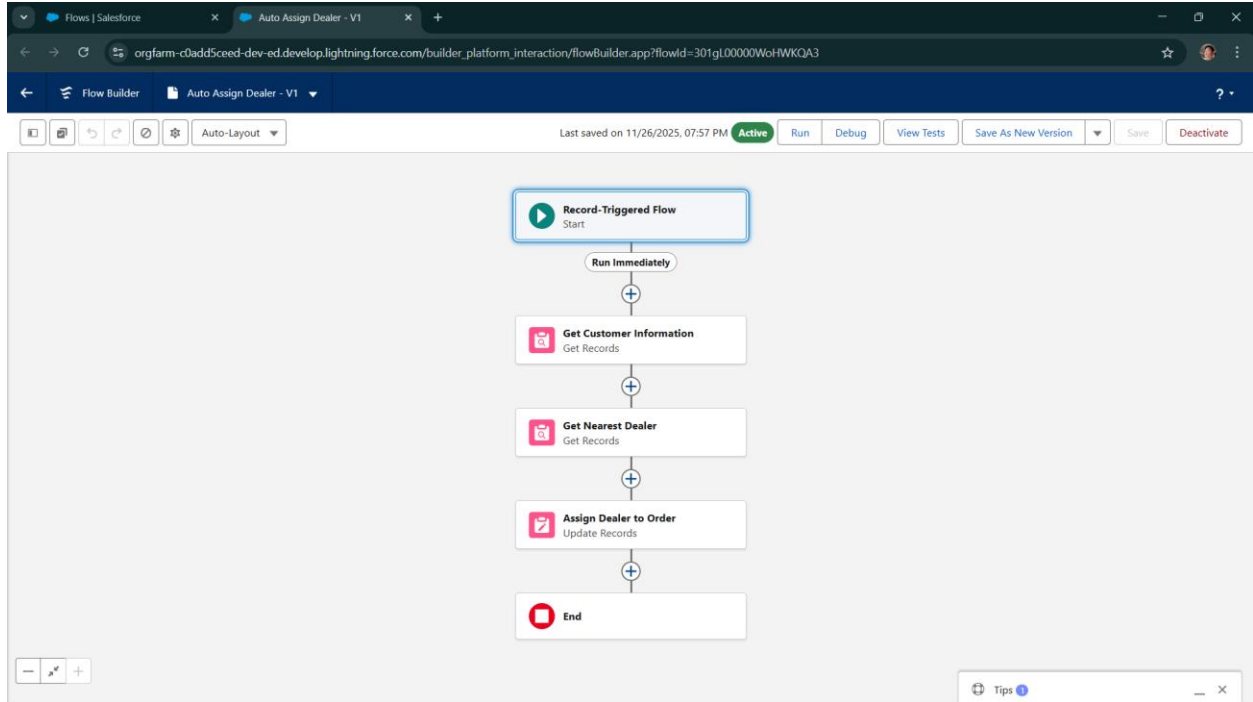 Flows | Salesforce
Auto Assign Dealer - V1
orgfarm-c0add5ceed-dev-ed.develop.lightning.force.com/builder_platform_interaction/flowBuilder.app?flowId=301gL00000WoHWKQA3
Flow Builder
Auto Assign Dealer - V1
?
Auto-Layout
Last saved on 11/26/2025, 07:57 PM
Active
Run
Debug
View Tests
Save As New Version
Save
Deactivate
Record-Triggered Flow
Start
Run Immediately
Get Customer Information
Get Records
Get Nearest Dealer
Get Records
Assign Dealer to Order
Update Records
End
Tips 1